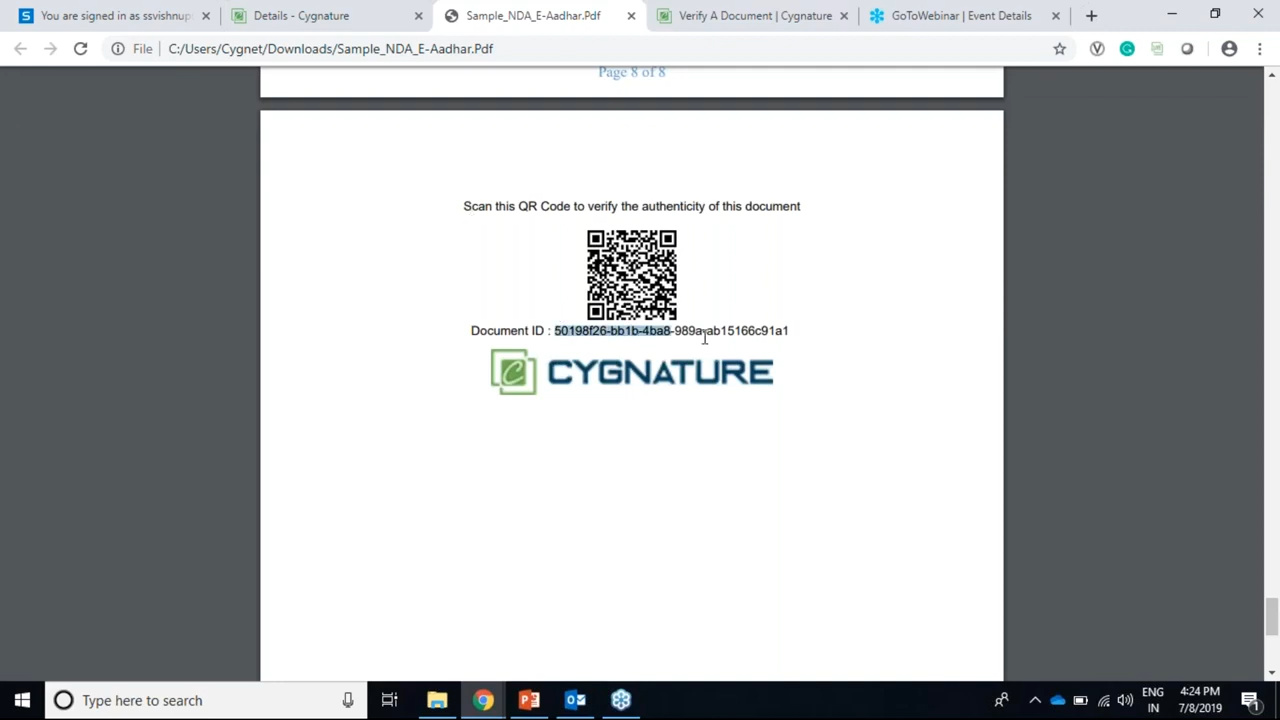 You are signed in as ssvishnup
Details - Cygnature
Sample_NDA_E-Aadhar.Pdf
Verify A Document | Cygnature
GoToWebinar | Event Details
File
C:/Users/Cygnet/Downloads/Sample_NDA_E-Aadhar.Pdf
Page 8 of 8
Scan this QR Code to verify the authenticity of this document
Document ID : 50198f26-bb1b-4ba8-989a-ab15166c91a1
CYGNATURE
Type here to search
ENG
IN
4:24 PM
7/8/2019